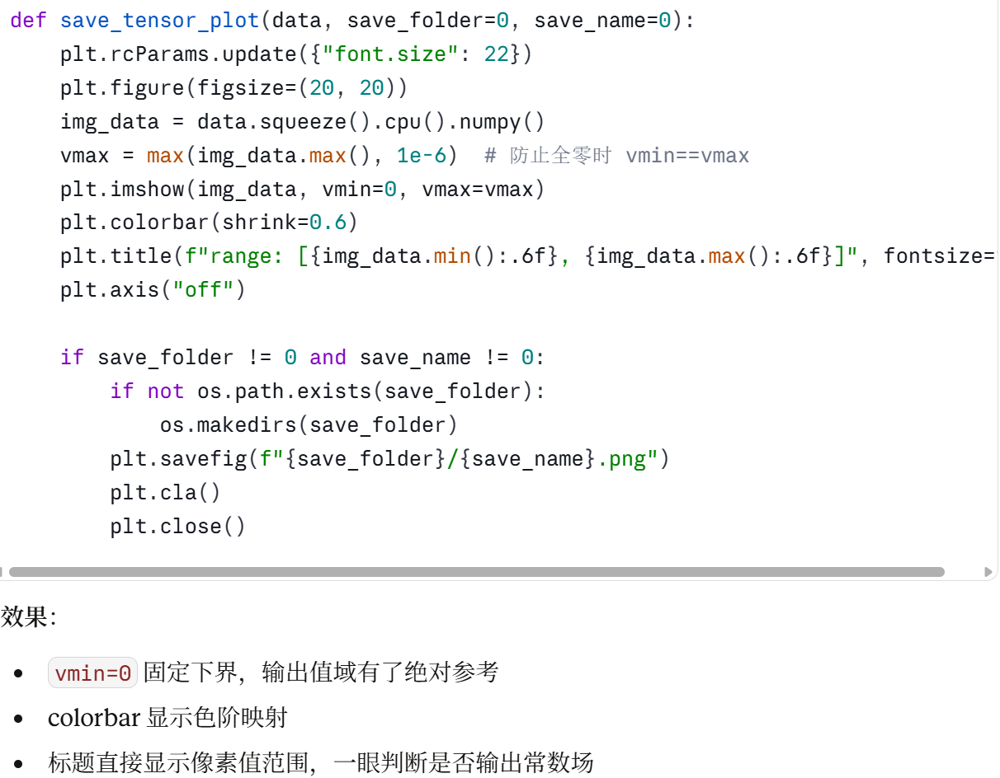 def save_tensor_plot(data, save_folder=0, save_name=0):
    plt.rcParams.update({"font.size": 22})
    plt.figure(figsize=(20, 20))
    img_data = data.squeeze().cpu().numpy()
    vmax = max(img_data.max(), 1e-6)  # 防止全零时 vmin==vmax
    plt.imshow(img_data, vmin=0, vmax=vmax)
    plt.colorbar(shrink=0.6)
    plt.title(f"range: [{img_data.min():.6f}, {img_data.max():.6f}]", fontsize=
    plt.axis("off")

    if save_folder != 0 and save_name != 0:
        if not os.path.exists(save_folder):
            os.makedirs(save_folder)
        plt.savefig(f"{save_folder}/{save_name}.png")
        plt.cla()
        plt.close()
效果：
• vmin=0 固定下界，输出值域有了绝对参考
• colorbar 显示色阶映射
• 标题直接显示像素值范围，一眼判断是否输出常数场